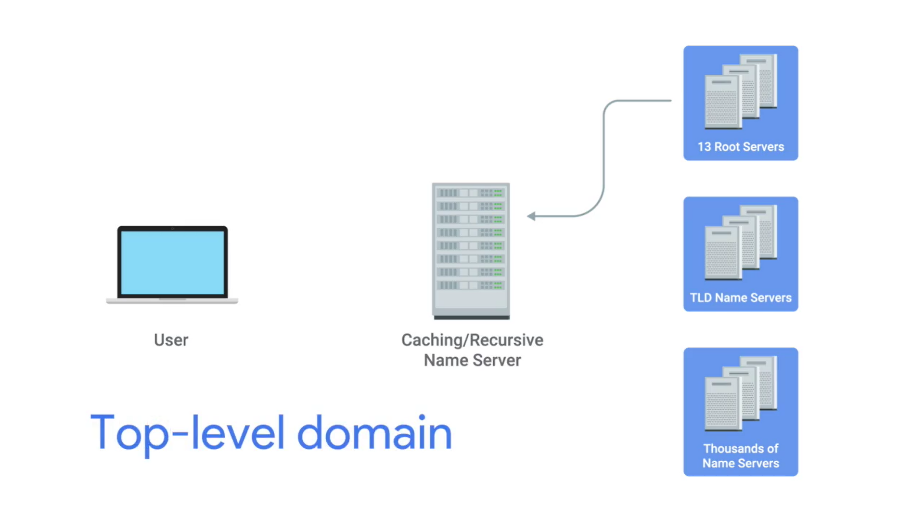 13 Root Servers
TLD Name Servers
User
Caching/Recursive
Name Server
Top-level domain
Thousands of
Name Servers